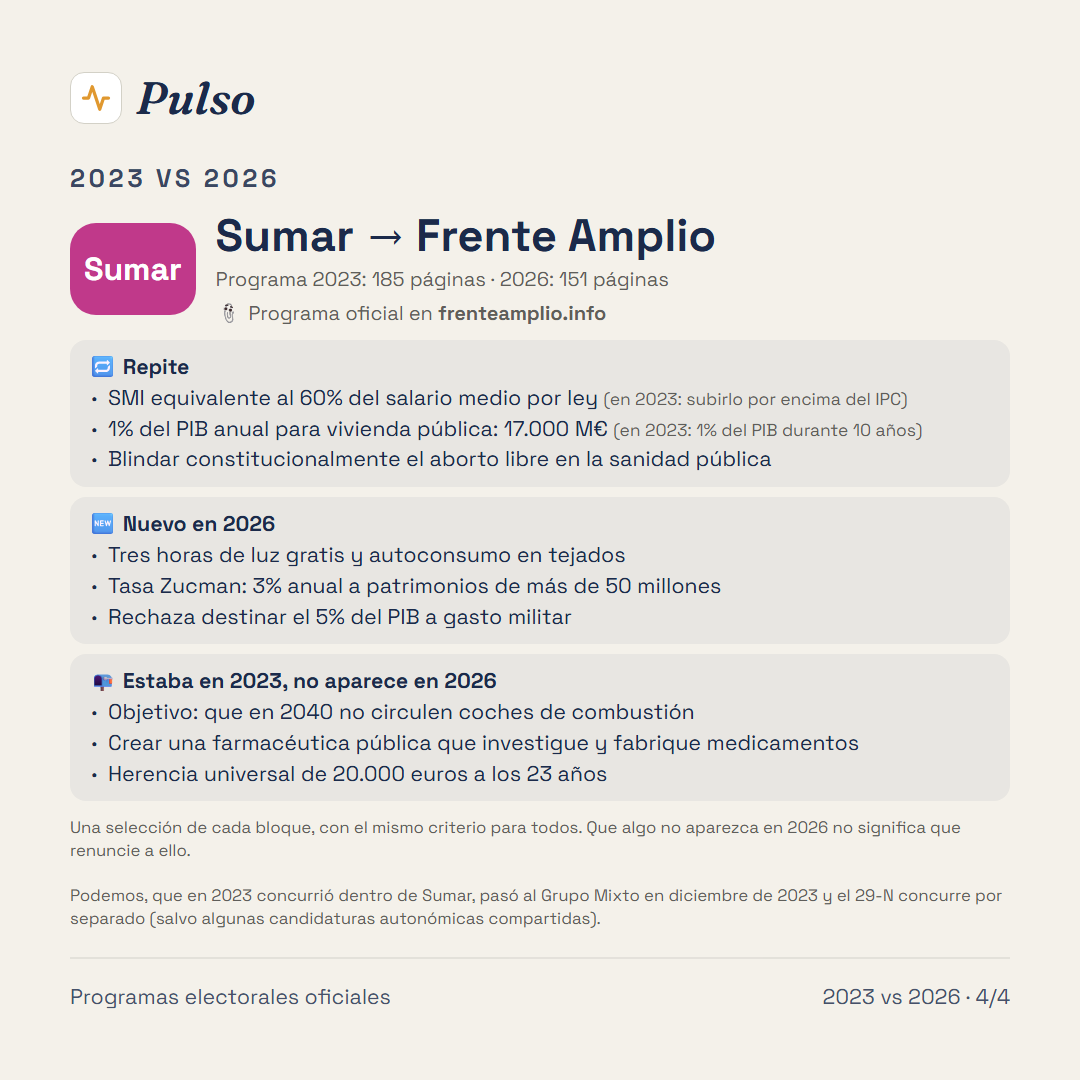 Pulso
2023 VS 2026
Sumar
Sumar → Frente Amplio
Programa 2023: 185 páginas · 2026: 151 páginas
🖇️ Programa oficial en frenteamplio.info
🔁 Repite
• SMI equivalente al 60% del salario medio por ley (en 2023: subirlo por encima del IPC)
• 1% del PIB anual para vivienda pública: 17.000 M€ (en 2023: 1% del PIB durante 10 años)
• Blindar constitucionalmente el aborto libre en la sanidad pública
🆕 Nuevo en 2026
• Tres horas de luz gratis y autoconsumo en tejados
• Tasa Zucman: 3% anual a patrimonios de más de 50 millones
• Rechaza destinar el 5% del PIB a gasto militar
📭 Estaba en 2023, no aparece en 2026
• Objetivo: que en 2040 no circulen coches de combustión
• Crear una farmacéutica pública que investigue y fabrique medicamentos
• Herencia universal de 20.000 euros a los 23 años
Una selección de cada bloque, con el mismo criterio para todos. Que algo no aparezca en 2026 no significa que
renuncie a ello.
Podemos, que en 2023 concurrió dentro de Sumar, pasó al Grupo Mixto en diciembre de 2023 y el 29-N concurre por
separado (salvo algunas candidaturas autonómicas compartidas).
Programas electorales oficiales
2023 vs 2026 · 4/4